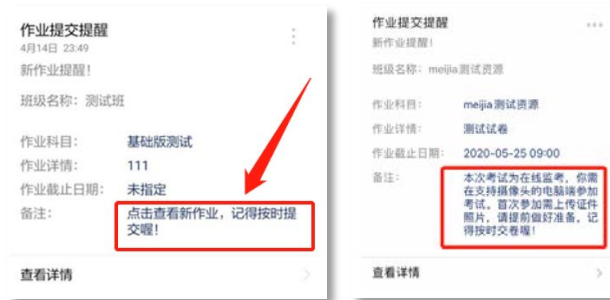 作业提交提醒
4月14日 23:49
新作业提醒！
班级名称： 测试班
作业科目： 基础版测试
作业详情： 111
作业截止日期： 未指定
备注： 点击查看新作业，记得按时提
交喔！
查看详情
作业提交提醒
新作业提醒！
班级名称： meijia测试资源
作业科目： meijia测试资源
作业详情： 测试试卷
作业截止日期： 2020-05-25 09:00
备注： 本次考试为在线监考，你需
在支持摄像头的电脑端参加
考试，首次参加需上传证件
照片，请提前做好准备，记
得按时交卷喔！
查看详情